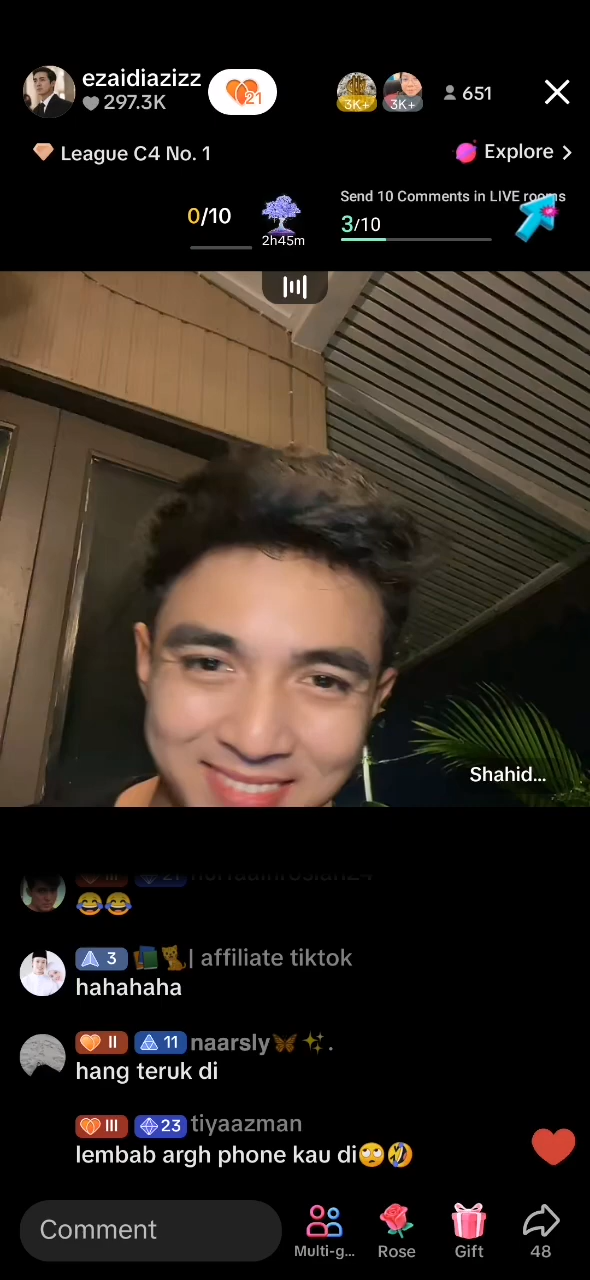 ezaidiazizz
297.3K
21
3K+
3K+
651
League C4 No. 1
Explore
0/10
2h45m
Send 10 Comments in LIVE rooms
3/10
Shahid...
III 21
😂😂
3 | affiliate tiktok
hahahaha
II 11 naarsly🦋✨.
hang teruk di
III 23 tiyaazman
lembab argh phone kau di🙄🤣
Comment
Multi-g...
Rose
Gift
48